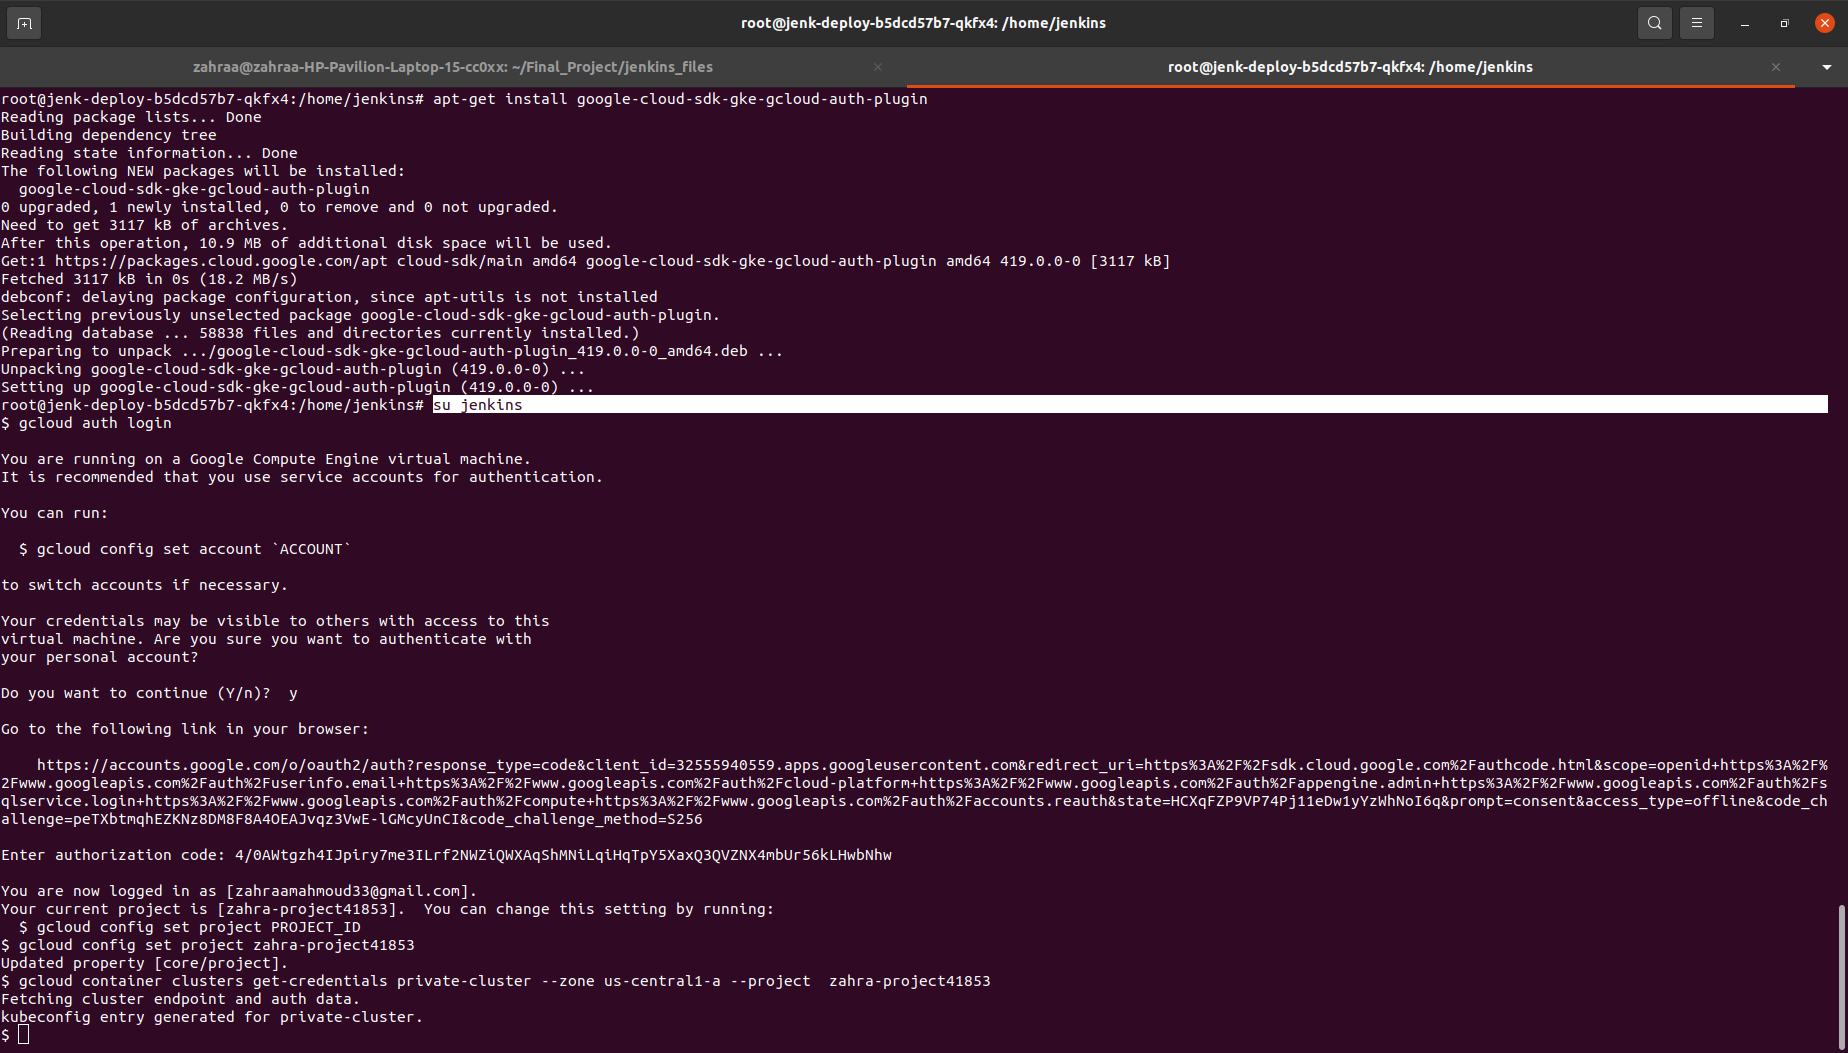 root@jenk-deploy-b5dcd57b7-qkfx4: /home/jenkins
zahraa@zahraa-HP-Pavilion-Laptop-15-cc0xx: ~/Final_Project/jenkins_files
root@jenk-deploy-b5dcd57b7-qkfx4: /home/jenkins
root@jenk-deploy-b5dcd57b7-qkfx4:/home/jenkins# apt-get install google-cloud-sdk-gke-gcloud-auth-plugin
Reading package lists... Done
Building dependency tree
Reading state information... Done
The following NEW packages will be installed:
  google-cloud-sdk-gke-gcloud-auth-plugin
0 upgraded, 1 newly installed, 0 to remove and 0 not upgraded.
Need to get 3117 kB of archives.
After this operation, 10.9 MB of additional disk space will be used.
Get:1 https://packages.cloud.google.com/apt cloud-sdk/main amd64 google-cloud-sdk-gke-gcloud-auth-plugin amd64 419.0.0-0 [3117 kB]
Fetched 3117 kB in 0s (18.2 MB/s)
debconf: delaying package configuration, since apt-utils is not installed
Selecting previously unselected package google-cloud-sdk-gke-gcloud-auth-plugin.
(Reading database ... 58838 files and directories currently installed.)
Preparing to unpack .../google-cloud-sdk-gke-gcloud-auth-plugin_419.0.0-0_amd64.deb ...
Unpacking google-cloud-sdk-gke-gcloud-auth-plugin (419.0.0-0) ...
Setting up google-cloud-sdk-gke-gcloud-auth-plugin (419.0.0-0) ...
root@jenk-deploy-b5dcd57b7-qkfx4:/home/jenkins# su jenkins
$ gcloud auth login
You are running on a Google Compute Engine virtual machine.
It is recommended that you use service accounts for authentication.
You can run:
  $ gcloud config set account `ACCOUNT`
to switch accounts if necessary.
Your credentials may be visible to others with access to this
virtual machine. Are you sure you want to authenticate with
your personal account?
Do you want to continue (Y/n)?  y
Go to the following link in your browser:
    https://accounts.google.com/o/oauth2/auth?response_type=code&client_id=32555940559.apps.googleusercontent.com&redirect_uri=https%3A%2F%2Fsdk.cloud.google.com%2Fauthcode.html&scope=openid+https%3A%2F%
2Fwww.googleapis.com%2Fauth%2Fuserinfo.email+https%3A%2F%2Fwww.googleapis.com%2Fauth%2Fcloud-platform+https%3A%2F%2Fwww.googleapis.com%2Fauth%2Fappengine.admin+https%3A%2F%2Fwww.googleapis.com%2Fauth%2Fs
qlservice.login+https%3A%2F%2Fwww.googleapis.com%2Fauth%2Fcompute+https%3A%2F%2Fwww.googleapis.com%2Fauth%2Faccounts.reauth&state=HCXqFZP9VP74Pj11eDw1yYzWhNoI6q&prompt=consent&access_type=offline&code_ch
allenge=peTXbtmqhEZKNz8DM8F8A4OEAJvqz3VwE-lGMcyUnCI&code_challenge_method=S256
Enter authorization code: 4/0AWtgzh4IJpiry7me3ILrf2NWZiQWXAqShMNiLqiHqTpY5XaxQ3QVZNX4mbUr56kLHwbNhw
You are now logged in as [zahraamahmoud33@gmail.com].
Your current project is [zahra-project41853].  You can change this setting by running:
  $ gcloud config set project PROJECT_ID
$ gcloud config set project zahra-project41853
Updated property [core/project].
$ gcloud container clusters get-credentials private-cluster --zone us-central1-a --project  zahra-project41853
Fetching cluster endpoint and auth data.
kubeconfig entry generated for private-cluster.
$